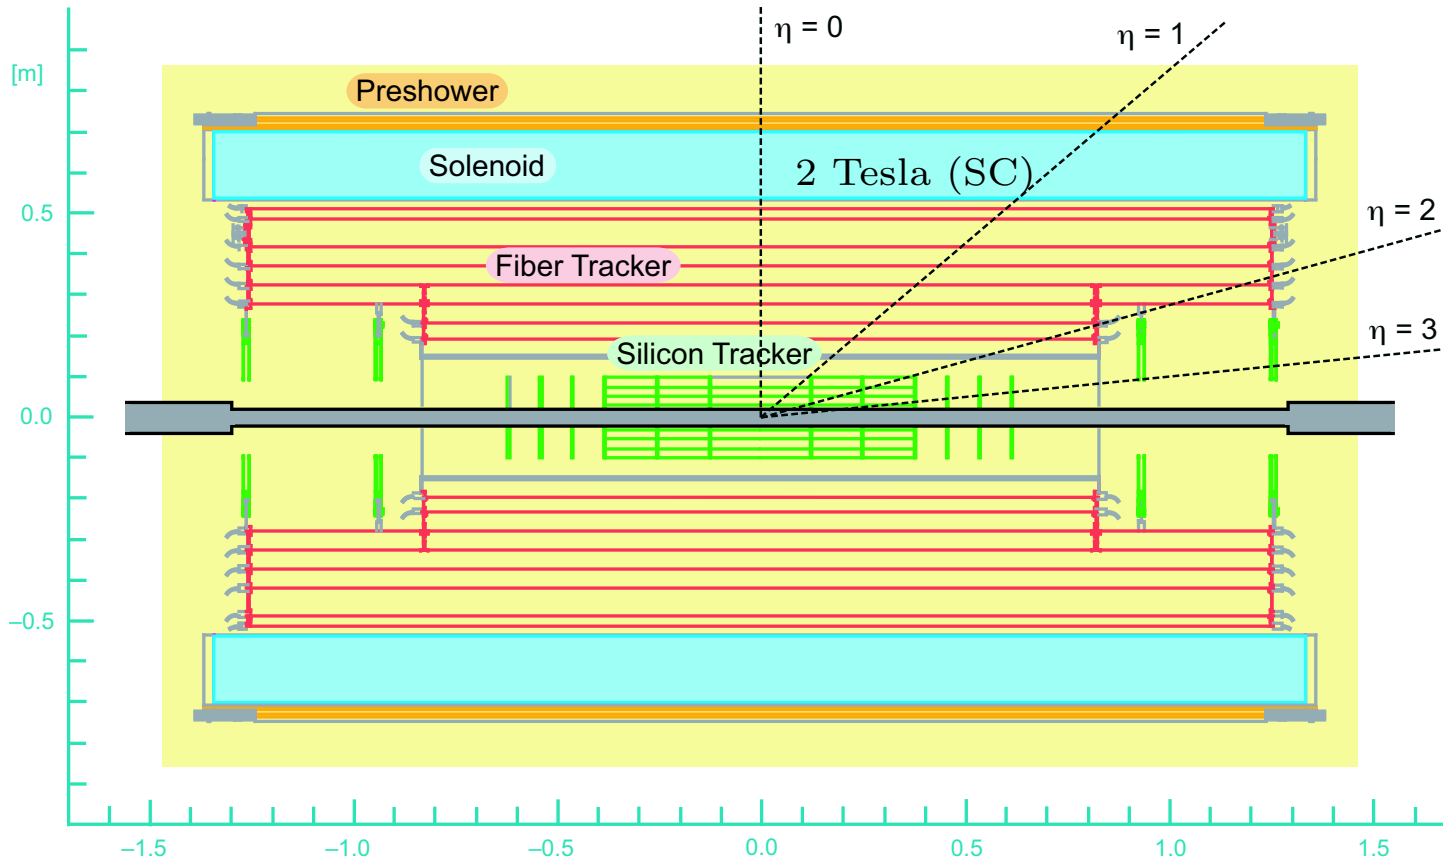 η = 0
η = 1
[m]
Preshower
Solenoid
2 Tesla (SC)
0.5
η = 2
Fiber Tracker
η = 3
Silicon Tracker
0.0
–0.5
–1.5
–1.0
–0.5
0.0
0.5
1.0
1.5